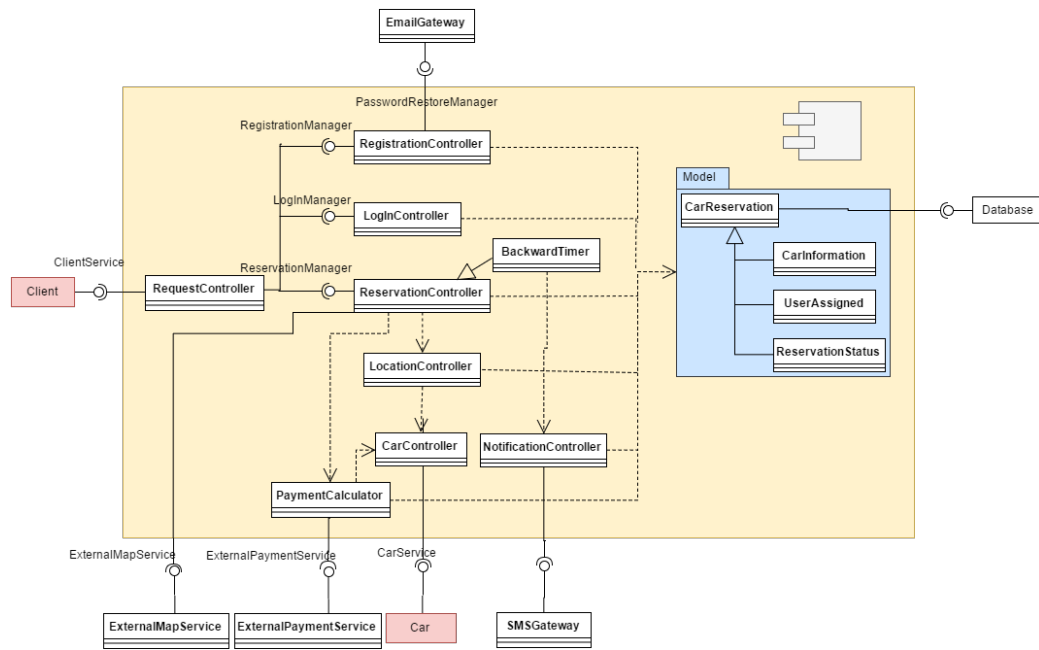 EmailGateway
PasswordRestoreManager
RegistrationManager
RegistrationController
Model
LogInManager
LogInController
CarReservation
Database
BackwardTimer
CarInformation
ClientService
ReservationManager
Client
RequestController
ReservationController
UserAssigned
ReservationStatus
LocationController
CarController
NotificationController
PaymentCalculator
ExternalMapService
ExternalPaymentService
CarService
ExternalMapService
ExternalPaymentService
Car
SMSGateway